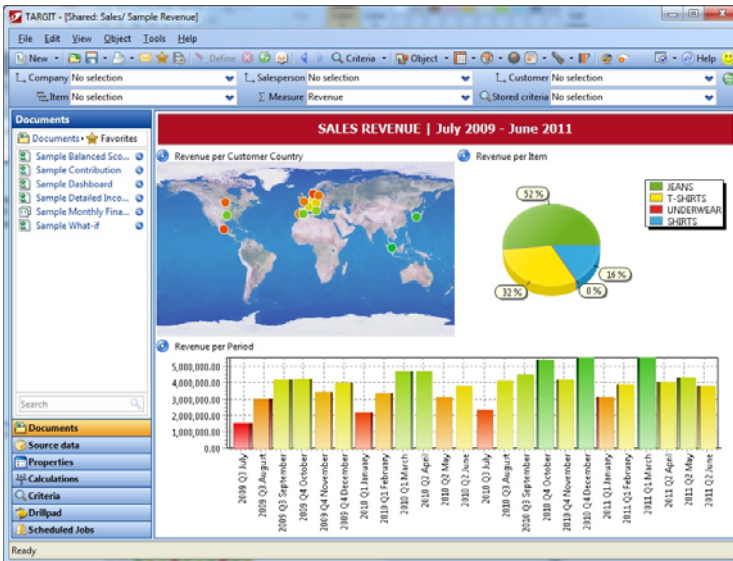 TARGIT - [Shared: Sales/ Sample Revenue]
File Edit View Object Tools Help
New Define Criteria Object Help
Company No selection Salesperson No selection Customer No selection
Item No selection Measure Revenue Stored criteria No selection
Documents
Documents Favorites
Sample Balanced Sco...
Sample Contribution
Sample Dashboard
Sample Detailed Inco...
Sample Monthly Fina...
Sample What-if
Search
Documents
Source data
Properties
Calculations
Criteria
Drillpad
Scheduled Jobs
SALES REVENUE | July 2009 - June 2011
Revenue per Customer Country
Revenue per Item
52 %
32 %
16 %
0 %
JEANS
T-SHIRTS
UNDERWEAR
SHIRTS
Revenue per Period
5,000,000.00
4,000,000.00
3,000,000.00
2,000,000.00
1,000,000.00
0.00
2009 Q3 July
2009 Q3 August
2009 Q3 September
2009 Q4 October
2009 Q4 November
2009 Q4 December
2010 Q1 January
2010 Q1 February
2010 Q1 March
2010 Q2 April
2010 Q2 May
2010 Q2 June
2010 Q3 July
2010 Q3 August
2010 Q3 September
2010 Q4 October
2010 Q4 November
2010 Q4 December
2011 Q1 January
2011 Q1 February
2011 Q1 March
2011 Q2 April
2011 Q2 May
2011 Q2 June
Ready